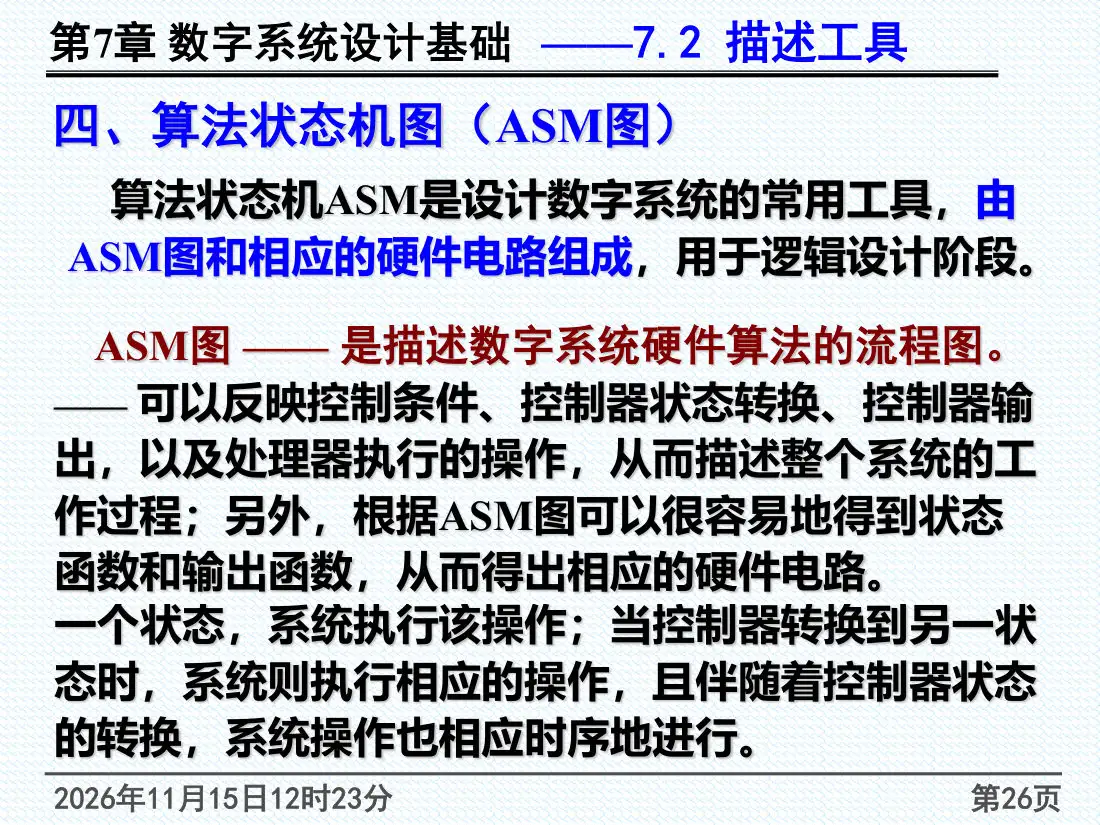 第7章 数字系统设计基础 ——7.2 描述工具
四、算法状态机图（ASM图）
算法状态机ASM是设计数字系统的常用工具，由
ASM图和相应的硬件电路组成，用于逻辑设计阶段。
ASM图 —— 是描述数字系统硬件算法的流程图。
—— 可以反映控制条件、控制器状态转换、控制器输
出，以及处理器执行的操作，从而描述整个系统的工
作过程；另外，根据ASM图可以很容易地得到状态
函数和输出函数，从而得出相应的硬件电路。
一个状态，系统执行该操作；当控制器转换到另一状
态时，系统则执行相应的操作，且伴随着控制器状态
的转换，系统操作也相应时序地进行。
2026年11月15日12时23分
第26页